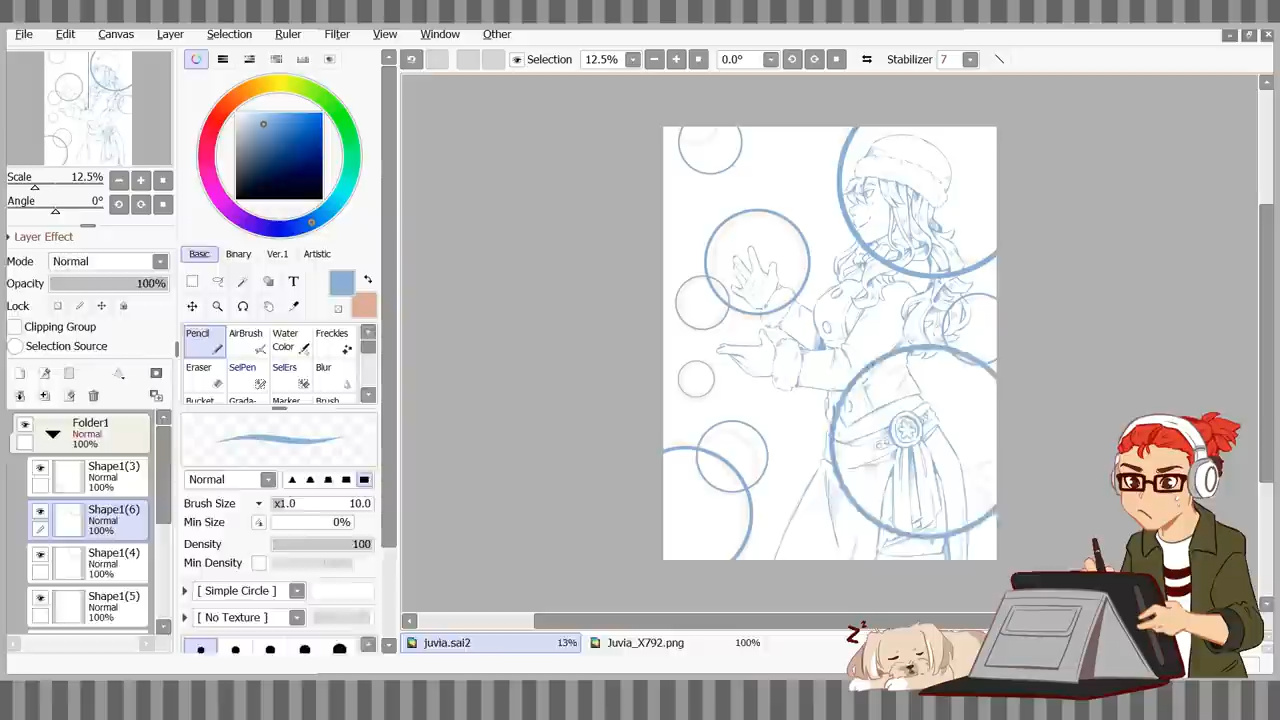 File Edit Canvas Layer Selection Ruler Filter View Window Other
Selection 12.5% 0.0° Stabilizer 7
Scale 12.5%
Angle 0°
Layer Effect
Mode Normal
Opacity 100%
Lock
Clipping Group
Selection Source
Folder1
Normal
100%
Shape1(3)
Normal
100%
Shape1(6)
Normal
100%
Shape1(4)
Normal
100%
Shape1(5)
Normal
100%
Basic Binary Ver.1 Artistic
T
Pencil AirBrush Water Color Freckles
Eraser SelPen SelErs Blur
Bucket Grada- Marker Brush
Normal
Brush Size x1.0 10.0
Min Size 0%
Density 100
Min Density
[ Simple Circle ]
[ No Texture ]
juvia.sai2 13% Juvia_X792.png 100%
zz